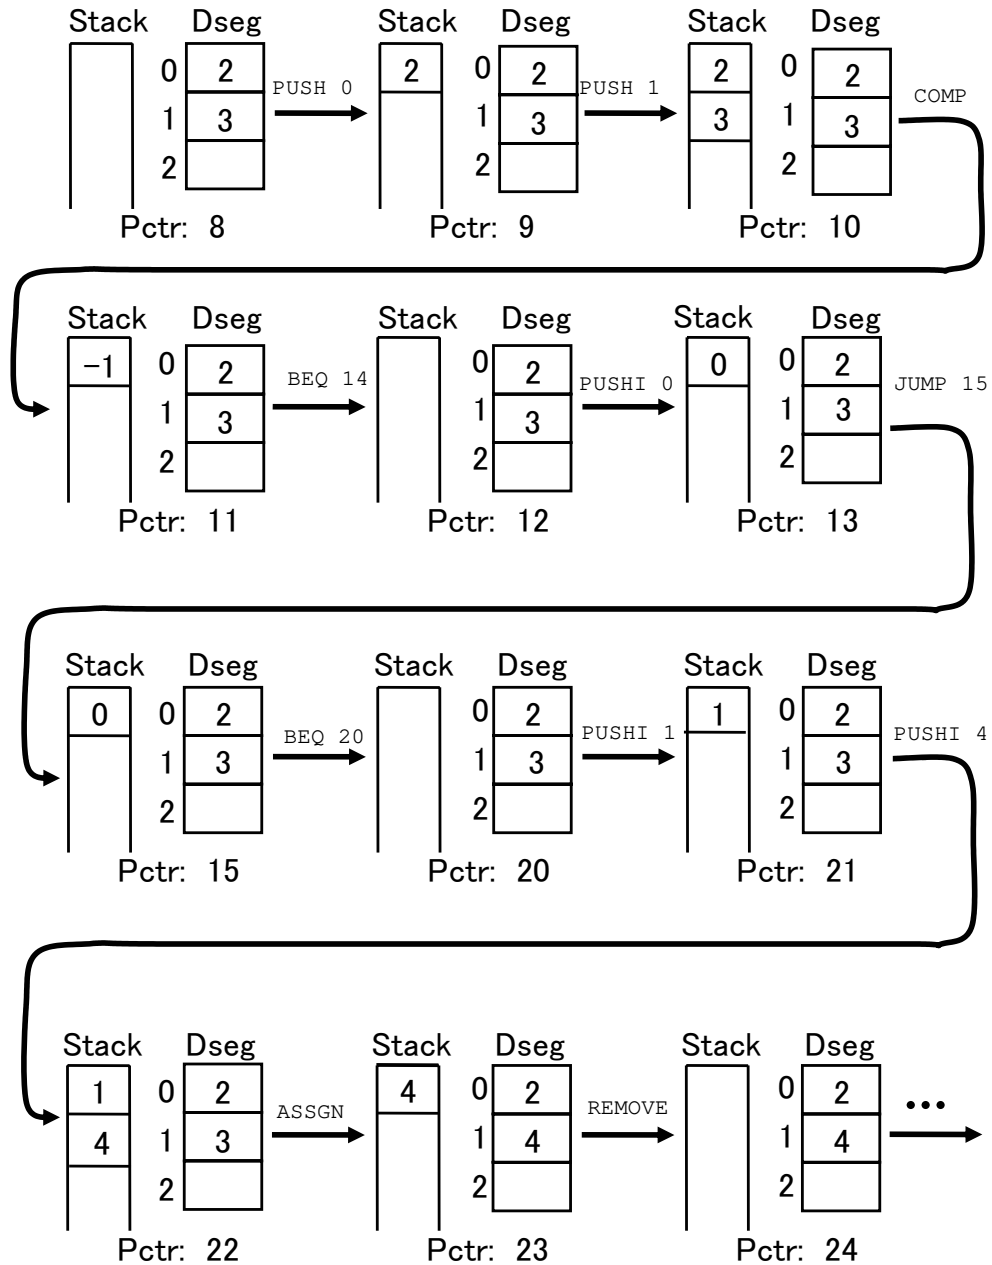 Stack Dseg Stack Dseg Stack Dseg
0 2 PUSH 0 2 0 2 PUSH 1 2 0 2 COMP
1 3 1 3 3 1 3
2 2 2
Pctr: 8 Pctr: 9 Pctr: 10
Stack Dseg Stack Dseg Stack Dseg
-1 0 2 BEQ 14 0 2 PUSHI 0 0 0 2 JUMP 15
1 3 1 3 1 3
2 2 2
Pctr: 11 Pctr: 12 Pctr: 13
Stack Dseg Stack Dseg Stack Dseg
0 0 2 BEQ 20 0 2 PUSHI 1 1 0 2 PUSHI 4
1 3 1 3 1 3
2 2 2
Pctr: 15 Pctr: 20 Pctr: 21
Stack Dseg Stack Dseg Stack Dseg
1 0 2 ASSGN 4 0 2 REMOVE 0 2 •••
4 1 3 1 4 1 4
2 2 2
Pctr: 22 Pctr: 23 Pctr: 24